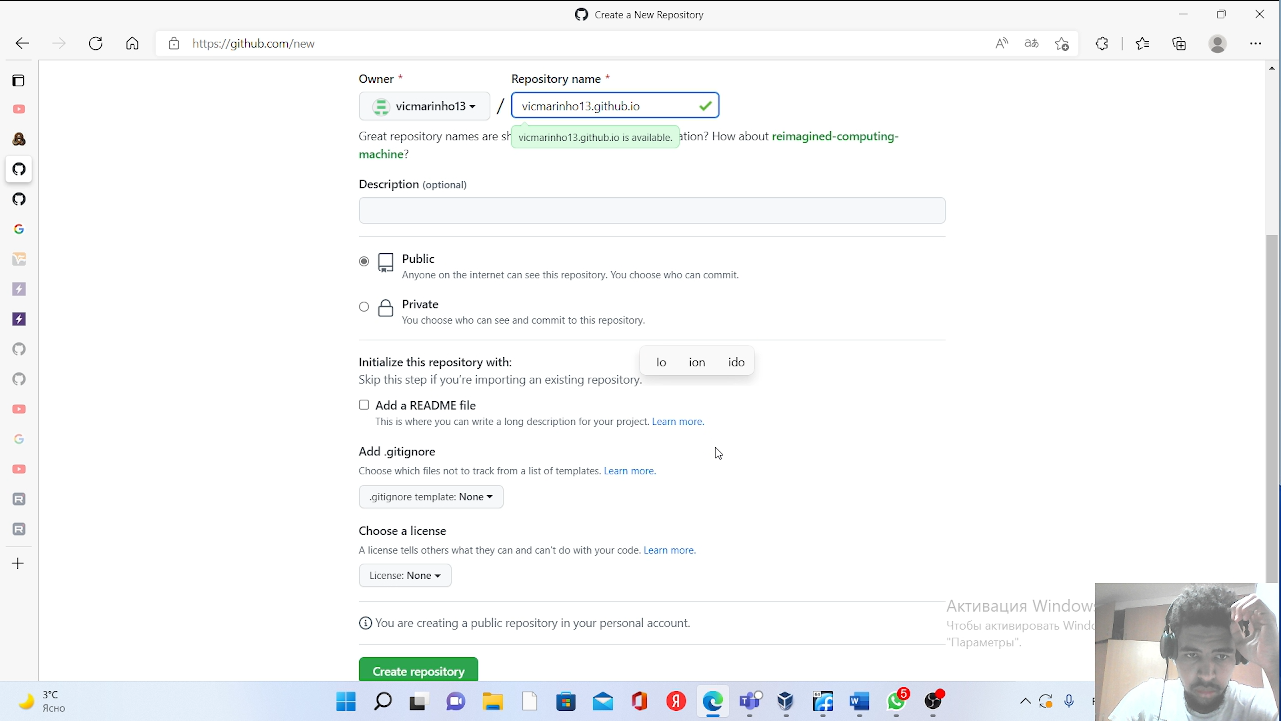 Create a New Repository
https://github.com/new
Owner *
Repository name *
vicmarinho13
/
vicmarinho13.github.io
Great repository names are sh
vicmarinho13.github.io is available.
ation? How about reimagined-computing-
machine?
Description (optional)
Public
Anyone on the internet can see this repository. You choose who can commit.
Private
You choose who can see and commit to this repository.
Initialize this repository with:
lo ion ido
Skip this step if you're importing an existing repository.
Add a README file
This is where you can write a long description for your project. Learn more.
Add .gitignore
Choose which files not to track from a list of templates. Learn more.
.gitignore template: None
Choose a license
A license tells others what they can and can't do with your code. Learn more.
License: None
Активация Windows
You are creating a public repository in your personal account.
Чтобы активировать Windo
"Параметры".
Create repository
3°C
Ясно
5